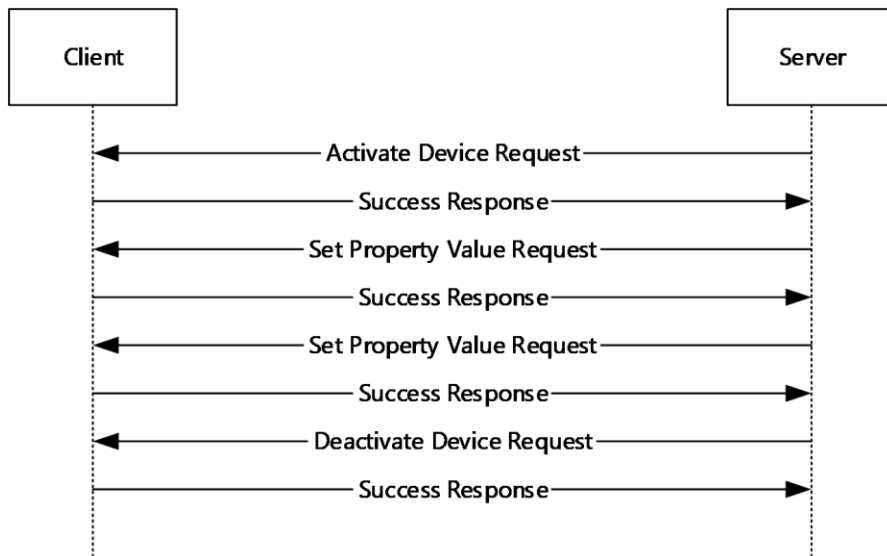 Client
Server
Activate Device Request
Success Response
Set Property Value Request
Success Response
Set Property Value Request
Success Response
Deactivate Device Request
Success Response